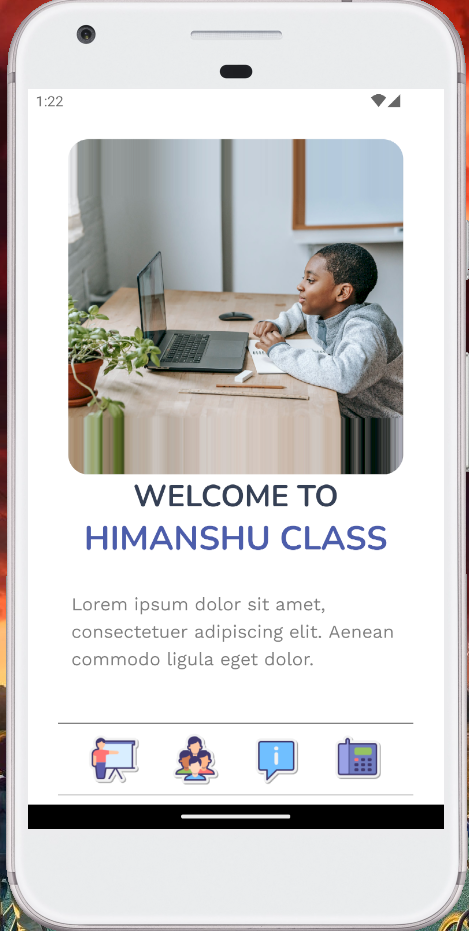 1:22
WELCOME TO
HIMANSHU CLASS
Lorem ipsum dolor sit amet,
consectetuer adipiscing elit. Aenean
commodo ligula eget dolor.